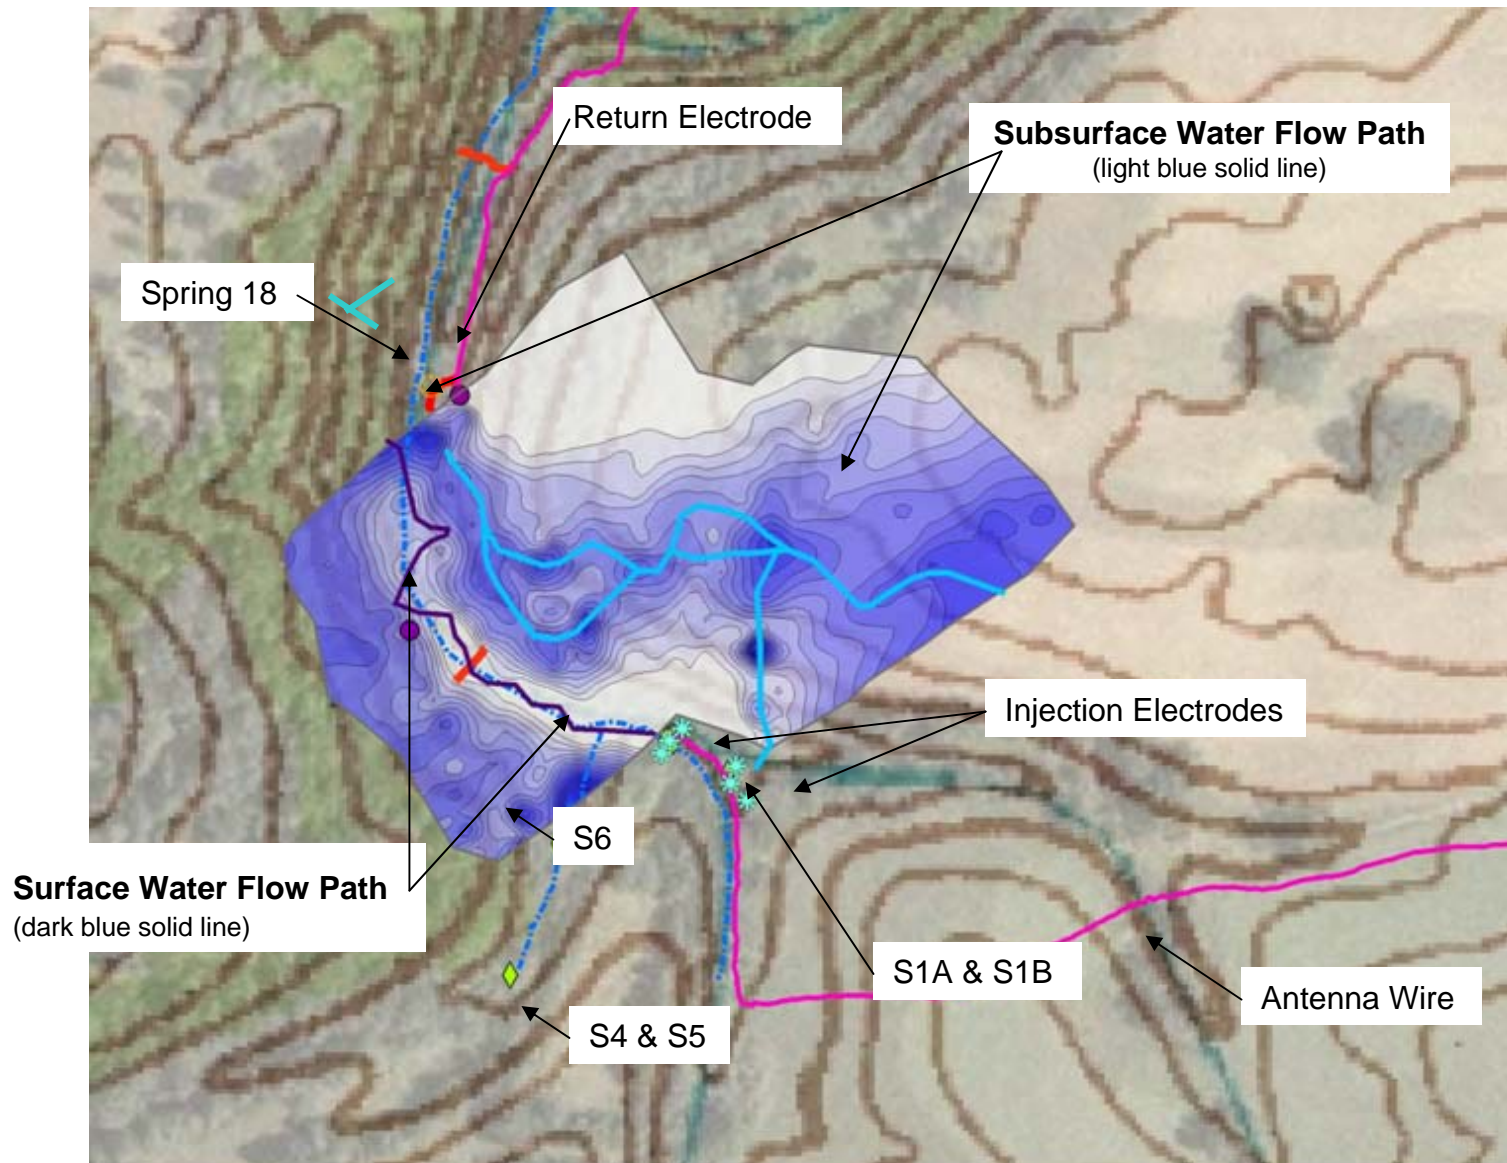 Return Electrode
Subsurface Water Flow Path
(light blue solid line)
Spring 18
Injection Electrodes
S6
Surface Water Flow Path
(dark blue solid line)
S1A & S1B
Antenna Wire
S4 & S5